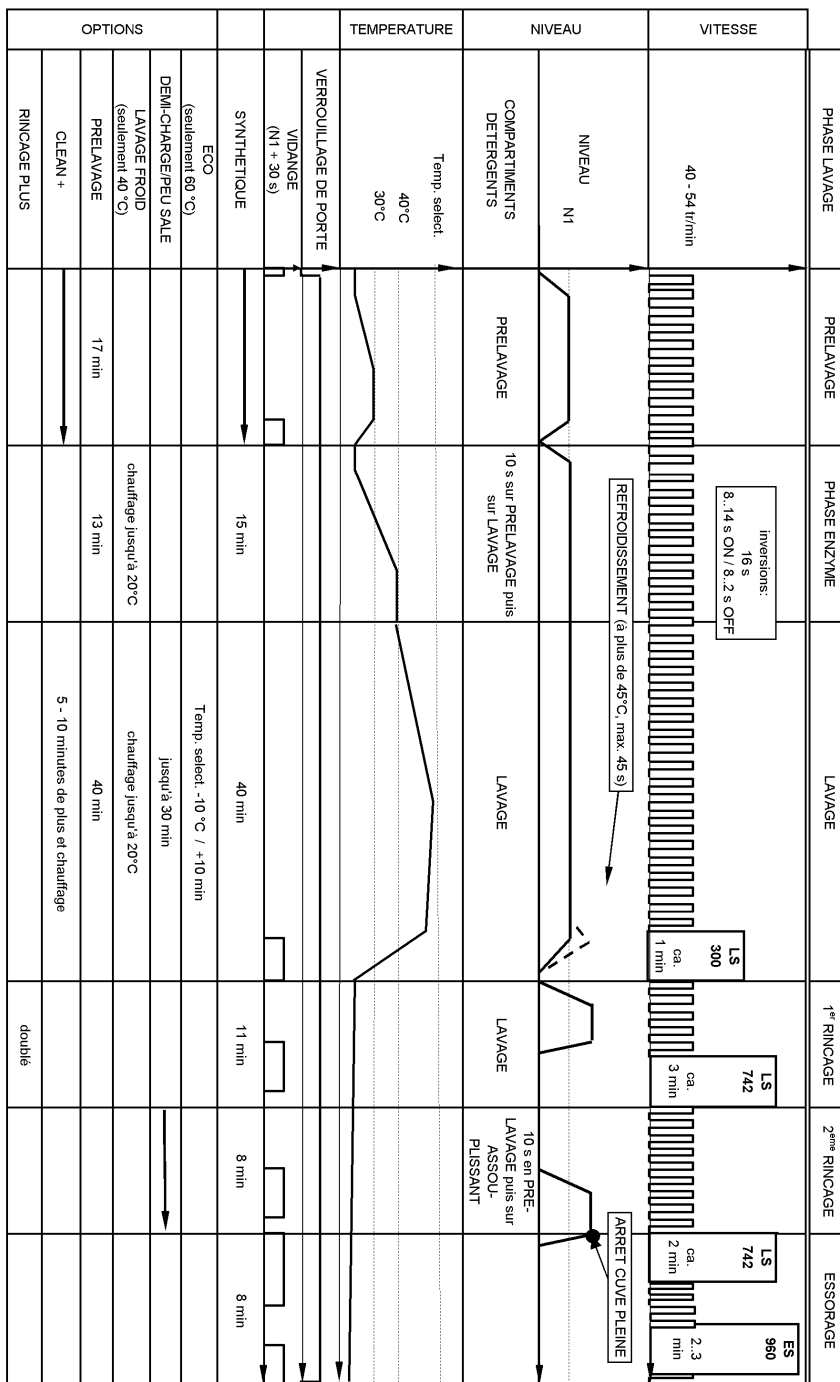 PHASE LAVAGE
PRELAVAGE
PHASE ENZYME
LAVAGE
1er RINCAGE
2eme RINCAGE
ESSORAGE
VITESSE
40 - 54 tr/min
inversions:
16 s
8..14 s ON / 8..2 s OFF
LS
300
ca.
1 min
LS
742
ca.
3 min
LS
742
ca.
2 min
ES
960
2..3
min
NIVEAU
NIVEAU
N1
REFROIDISSEMENT (à plus de 45°C, max. 45 s)
ARRET CUVE PLEINE
COMPARTIMENTS
DETERGENTS
PRELAVAGE
10 s sur PRELAVAGE puis
sur LAVAGE
LAVAGE
LAVAGE
10 s en PRE-
LAVAGE puis sur
ASSOU-
PLISSANT
TEMPERATURE
Temp. select.
40°C
30°C
VERROUILLAGE DE PORTE
VIDANGE
(N1 + 30 s)
SYNTHETIQUE
15 min
40 min
11 min
8 min
8 min
OPTIONS
ECO
(seulement 60 °C)
Temp. select. -10 °C / +10 min
DEMI-CHARGE/PEU SALE
jusqu'à 30 min
LAVAGE FROID
(seulement 40 °C)
chauffage jusqu'à 20°C
chauffage jusqu'à 20°C
PRELAVAGE
17 min
13 min
40 min
CLEAN +
5 - 10 minutes de plus et chauffage
RINCAGE PLUS
doublé